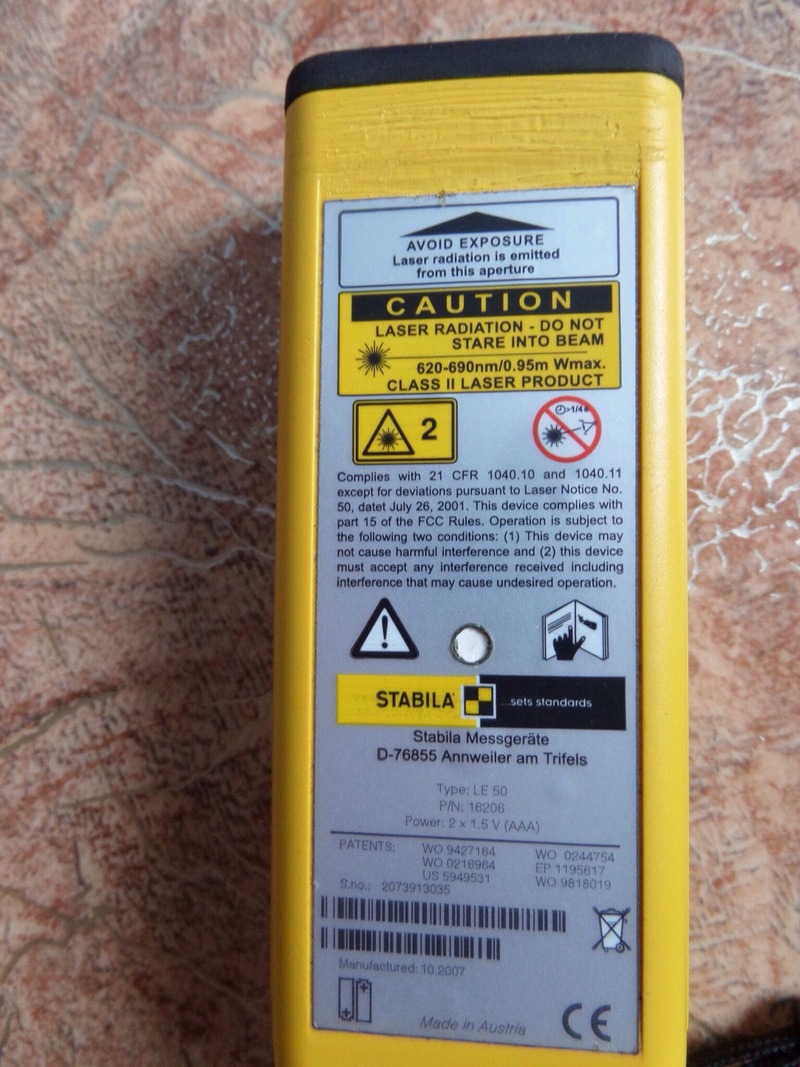 AVOID EXPOSURE
Laser radiation is emitted
from this aperture
CAUTION
LASER RADIATION - DO NOT
STARE INTO BEAM
620-690nm/0.95m Wmax.
CLASS II LASER PRODUCT
2
>1/4s
Complies with 21 CFR 1040.10 and 1040.11
except for deviations pursuant to Laser Notice No.
50, datet July 26, 2001. This device complies with
part 15 of the FCC Rules. Operation is subject to
the following two conditions: (1) This device may
not cause harmful interference and (2) this device
must accept any interference received including
interference that may cause undesired operation.
STABILA ...sets standards
Stabila Messgeräte
D-76855 Annweiler am Trifels
Type: LE 50
P/N: 16206
Power: 2 x 1.5 V (AAA)
PATENTS: WO 9427164 WO 0244754
WO 0216964 EP 1195617
US 5949531 WO 9818019
S.no.: 2073913035
Manufactured: 10.2007
Made in Austria
CE